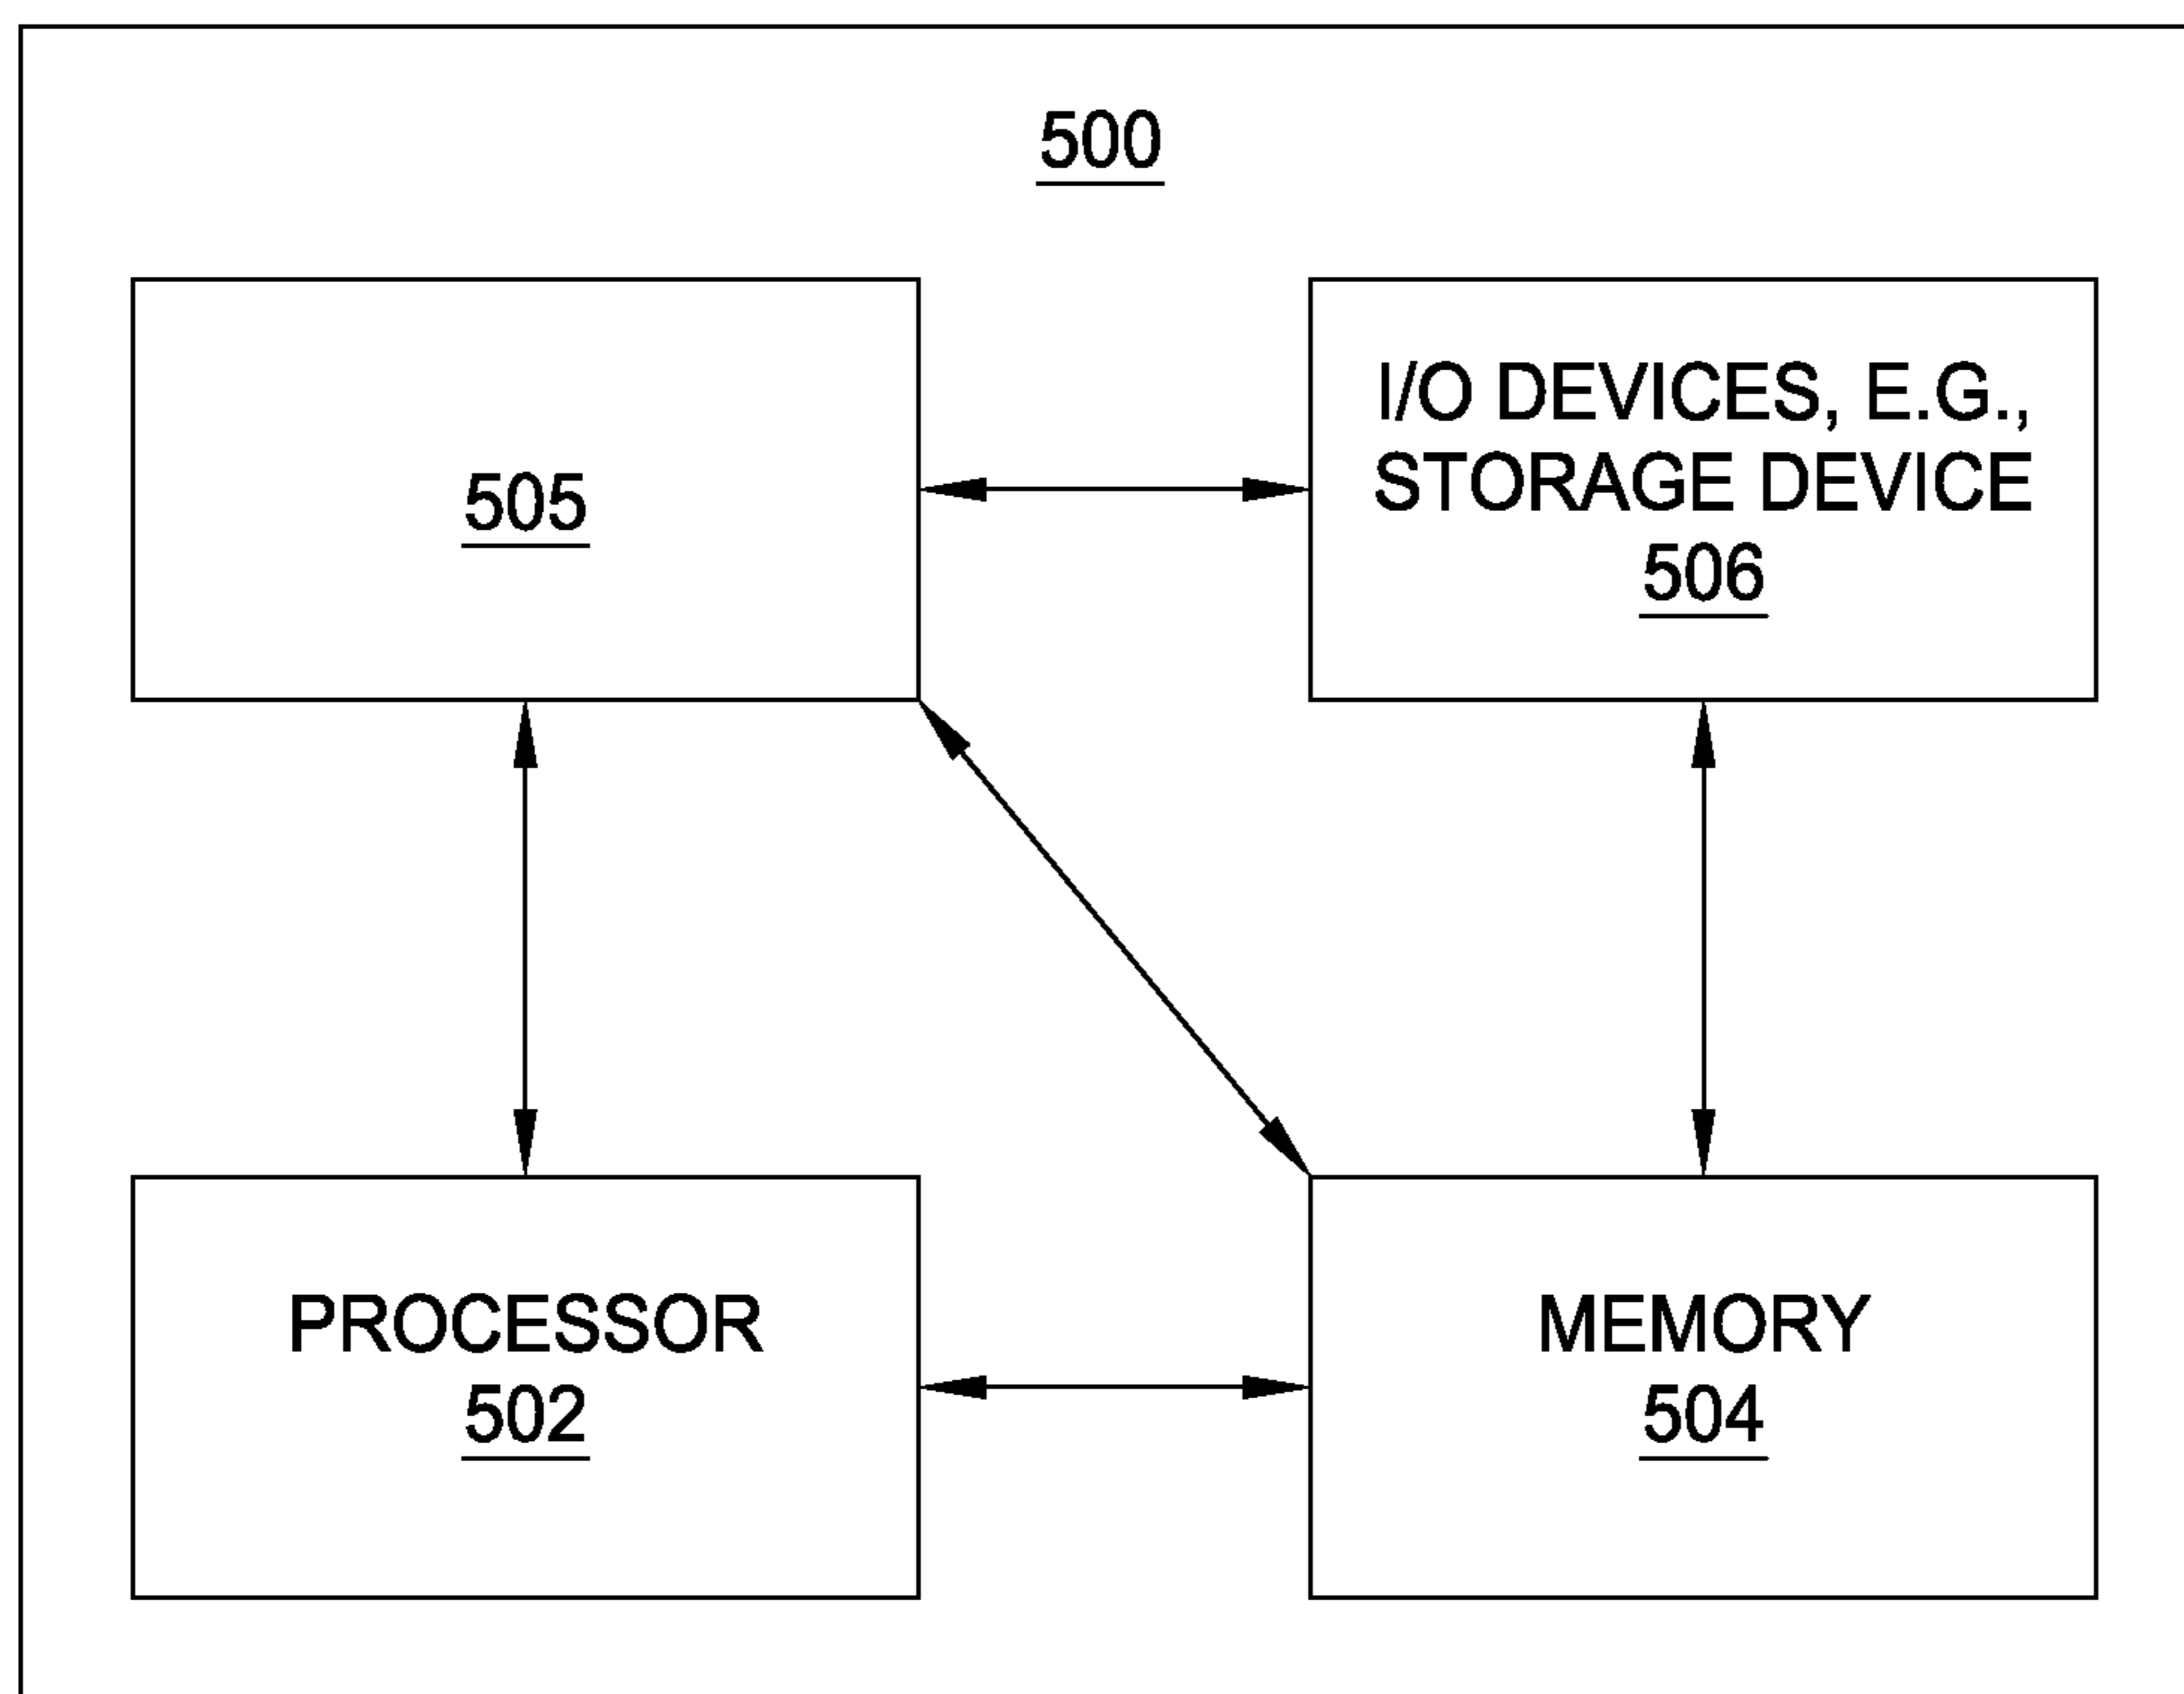 500
505
I/O DEVICES, E.G.,
STORAGE DEVICE
506
PROCESSOR
502
MEMORY
504